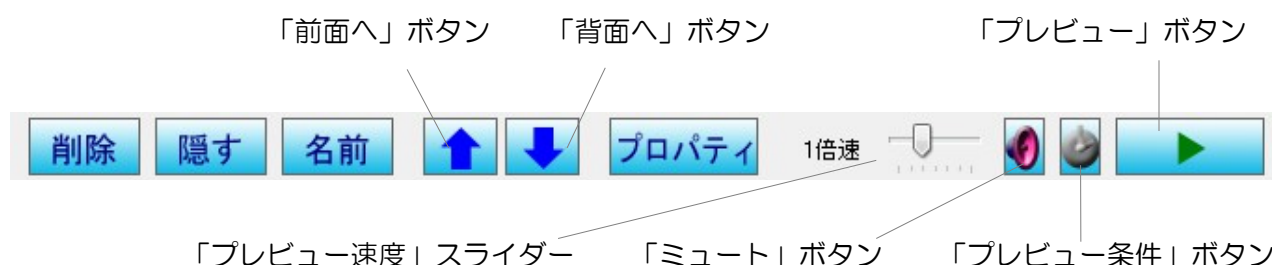 「前面へ」ボタン 「背面へ」ボタン 「プレビュー」ボタン
削除 隠す 名前 プロパティ 1倍速
「プレビュー速度」スライダー 「ミュート」ボタン 「プレビュー条件」ボタン